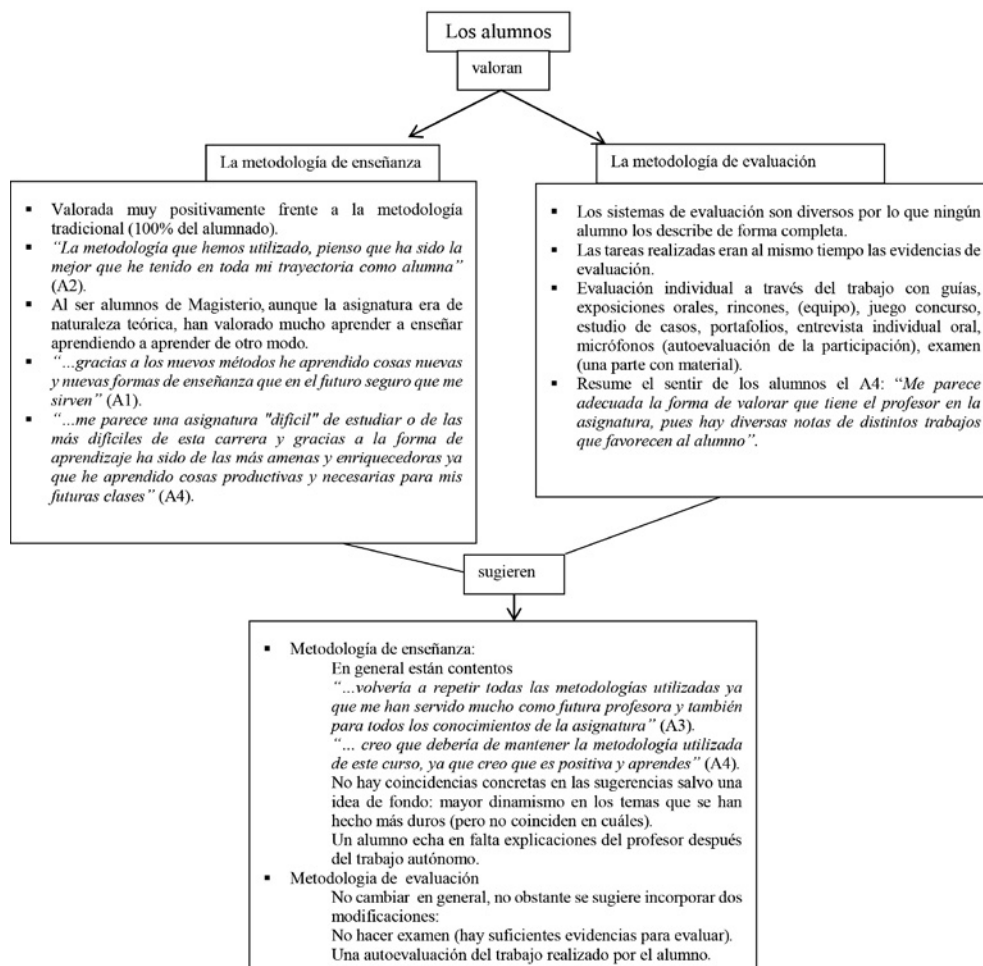 Los alumnos
valoran
La metodología de enseñanza
▪ Valorada muy positivamente frente a la metodología
tradicional (100% del alumnado).
▪ “La metodología que hemos utilizado, pienso que ha sido la
mejor que he tenido en toda mi trayectoria como alumna”
(A2).
▪ Al ser alumnos de Magisterio, aunque la asignatura era de
naturaleza teórica, han valorado mucho aprender a enseñar
aprendiendo a aprender de otro modo.
▪ “…gracias a los nuevos métodos he aprendido cosas nuevas
y nuevas formas de enseñanza que en el futuro seguro que me
sirven” (A1).
▪ “…me parece una asignatura "difícil" de estudiar o de las
más difíciles de esta carrera y gracias a la forma de
aprendizaje ha sido de las más amenas y enriquecedoras ya
que he aprendido cosas productivas y necesarias para mis
futuras clases” (A4).
La metodología de evaluación
▪ Los sistemas de evaluación son diversos por lo que ningún
alumno los describe de forma completa.
▪ Las tareas realizadas eran al mismo tiempo las evidencias de
evaluación.
▪ Evaluación individual a través del trabajo con guías,
exposiciones orales, rincones, (equipo), juego concurso,
estudio de casos, portafolios, entrevista individual oral,
micrófonos (autoevaluación de la participación), examen
(una parte con material).
▪ Resume el sentir de los alumnos el A4: “Me parece
adecuada la forma de valorar que tiene el profesor en la
asignatura, pues hay diversas notas de distintos trabajos
que favorecen al alumno”.
sugieren
▪ Metodología de enseñanza:
En general están contentos
“…volvería a repetir todas las metodologías utilizadas ya
que me han servido mucho como futura profesora y también
para todos los conocimientos de la asignatura” (A3).
“… creo que debería de mantener la metodología utilizada
de este curso, ya que creo que es positiva y aprendes” (A4).
No hay coincidencias concretas en las sugerencias salvo una
idea de fondo: mayor dinamismo en los temas que se han
hecho más duros (pero no coinciden en cuáles).
Un alumno echa en falta explicaciones del profesor después
del trabajo autónomo.
▪ Metodologia de evaluación
No cambiar en general, no obstante se sugiere incorporar dos
modificaciones:
No hacer examen (hay suficientes evidencias para evaluar).
Una autoevaluación del trabajo realizado por el alumno.